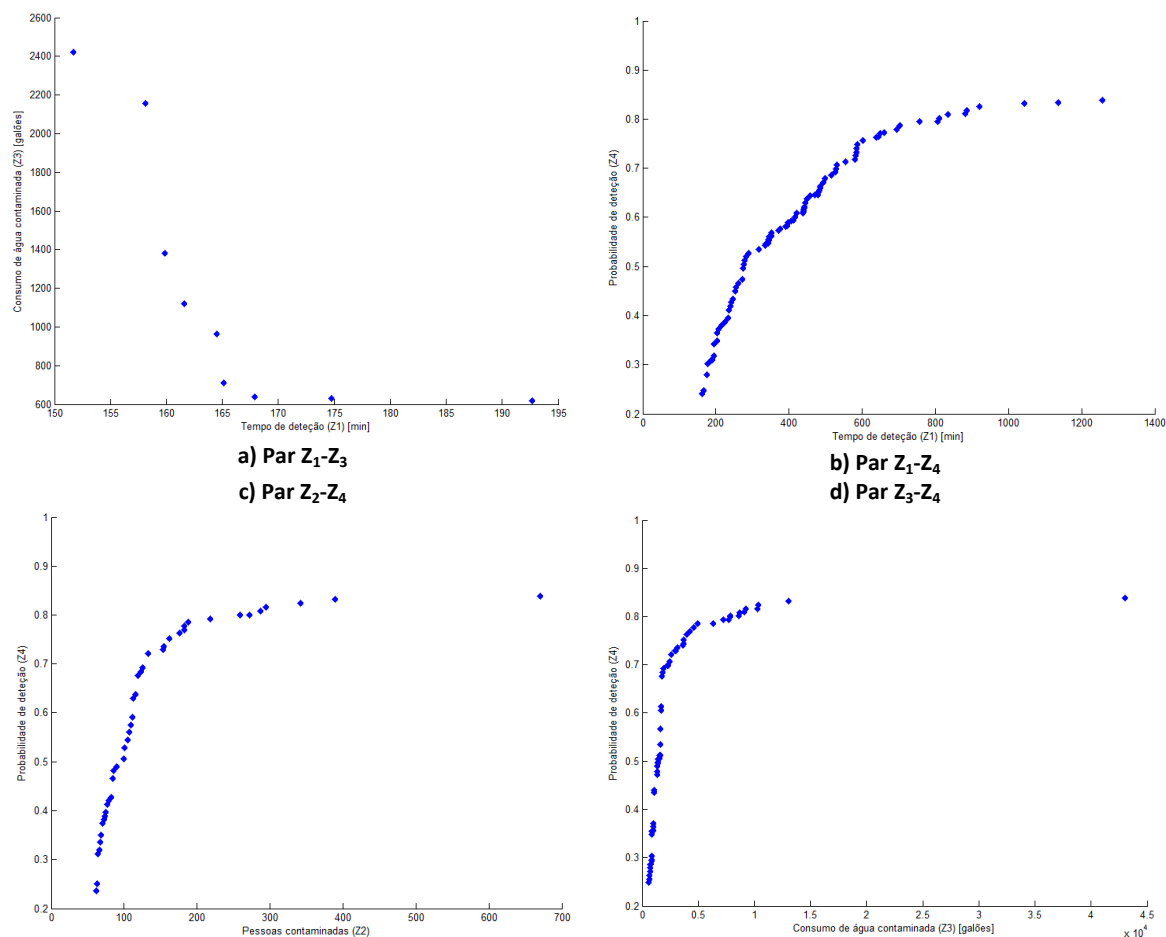 2600
2400
2200
2000
1800
1600
1400
1200
1000
800
600
Consumo de água contaminada (Z3) [galões]
150 155 160 165 170 175 180 185 190 195
Tempo de deteção (Z1) [min]
a) Par Z1-Z3
1
0.9
0.8
0.7
0.6
0.5
0.4
0.3
0.2
Probabilidade de deteção (Z4)
0 200 400 600 800 1000 1200 1400
Tempo de deteção (Z1) [min]
b) Par Z1-Z4
c) Par Z2-Z4
d) Par Z3-Z4
1
0.9
0.8
0.7
0.6
0.5
0.4
0.3
0.2
Probabilidade de deteção (Z4)
0 100 200 300 400 500 600 700
Pessoas contaminadas (Z2)
1
0.9
0.8
0.7
0.6
0.5
0.4
0.3
0.2
Probabilidade de deteção (Z4)
0 0.5 1 1.5 2 2.5 3 3.5 4 4.5
Consumo de água contaminada (Z3) [galões]
x 10^4